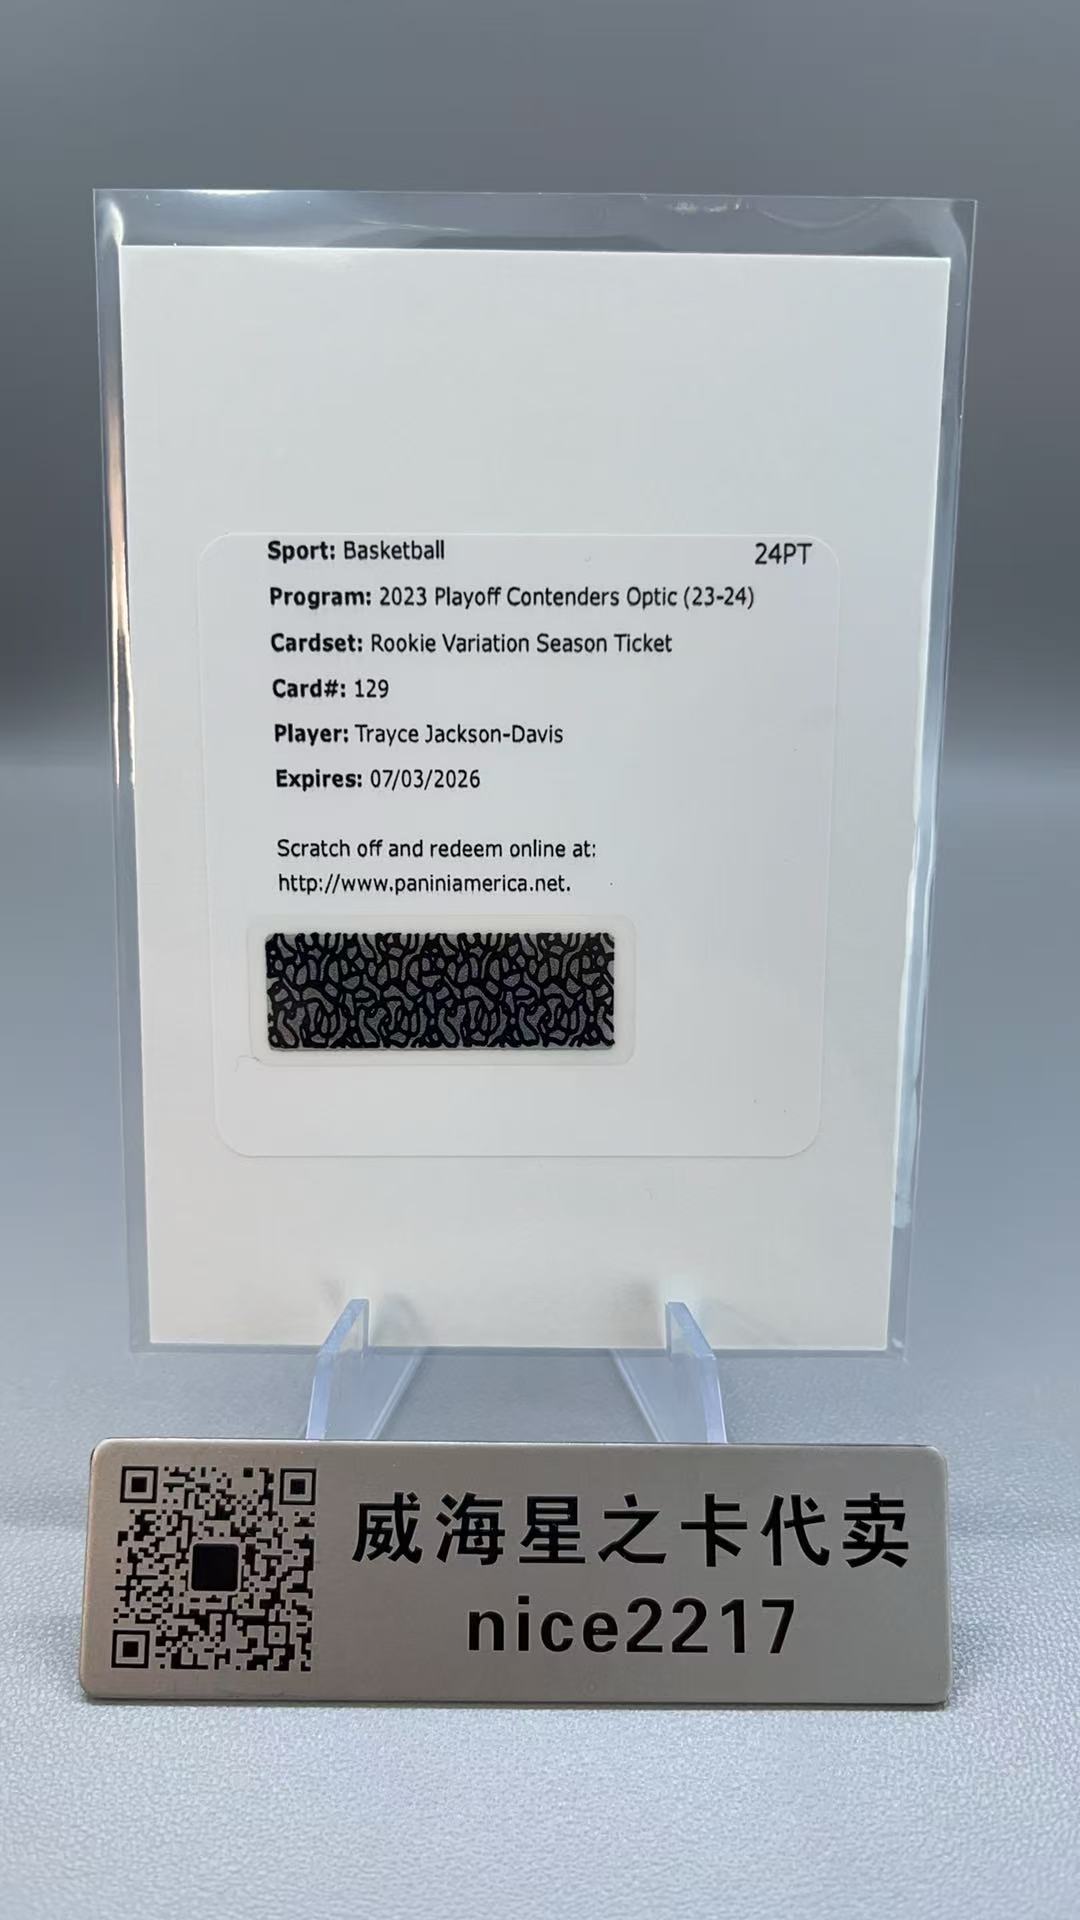 Sport: Basketball
24PT
Program: 2023 Playoff Contenders Optic (23-24)
Cardset: Rookie Variation Season Ticket
Card#: 129
Player: Trayce Jackson-Davis
Expires: 07/03/2026
Scratch off and redeem online at:
http://www.paniniamerica.net.
威海星之卡代卖
nice2217